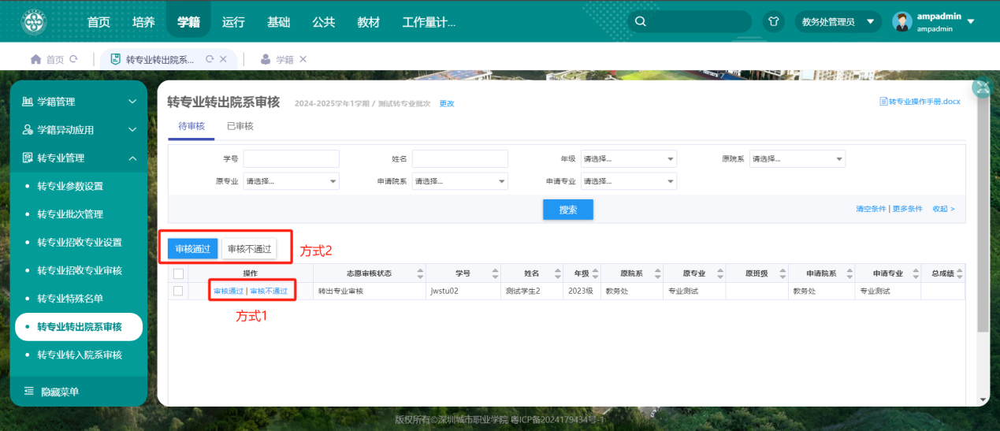 首页 培养 学籍 运行 基础 公共 教材 工作量计... 教务处管理员 ampadmin
ampadmin
首页 转专业转出院系... 学籍
学籍管理
学籍异动应用
转专业管理
转专业参数设置
转专业批次管理
转专业招收专业设置
转专业招收专业审核
转专业特殊名单
转专业转出院系审核
转专业转入院系审核
隐藏菜单
转专业转出院系审核 2024-2025学年1学期 / 测试转专业批次 更改 转专业操作手册.docx
待审核 已审核
学号 姓名 年级 请选择... 原院系 请选择...
原专业 请选择... 申请院系 请选择... 申请专业 请选择...
搜索 清空条件 | 更多条件 收起 >
审核通过 审核不通过 方式2
操作 志愿审核状态 学号 姓名 年级 原院系 原专业 原班级 申请院系 申请专业 总成绩
审核通过 | 审核不通过 转出专业审核 jwstu02 测试学生2 2023级 教务处 专业测试 教务处 专业测试
方式1
版权所有©深圳城市职业学院 粤ICP备2024179434号-1